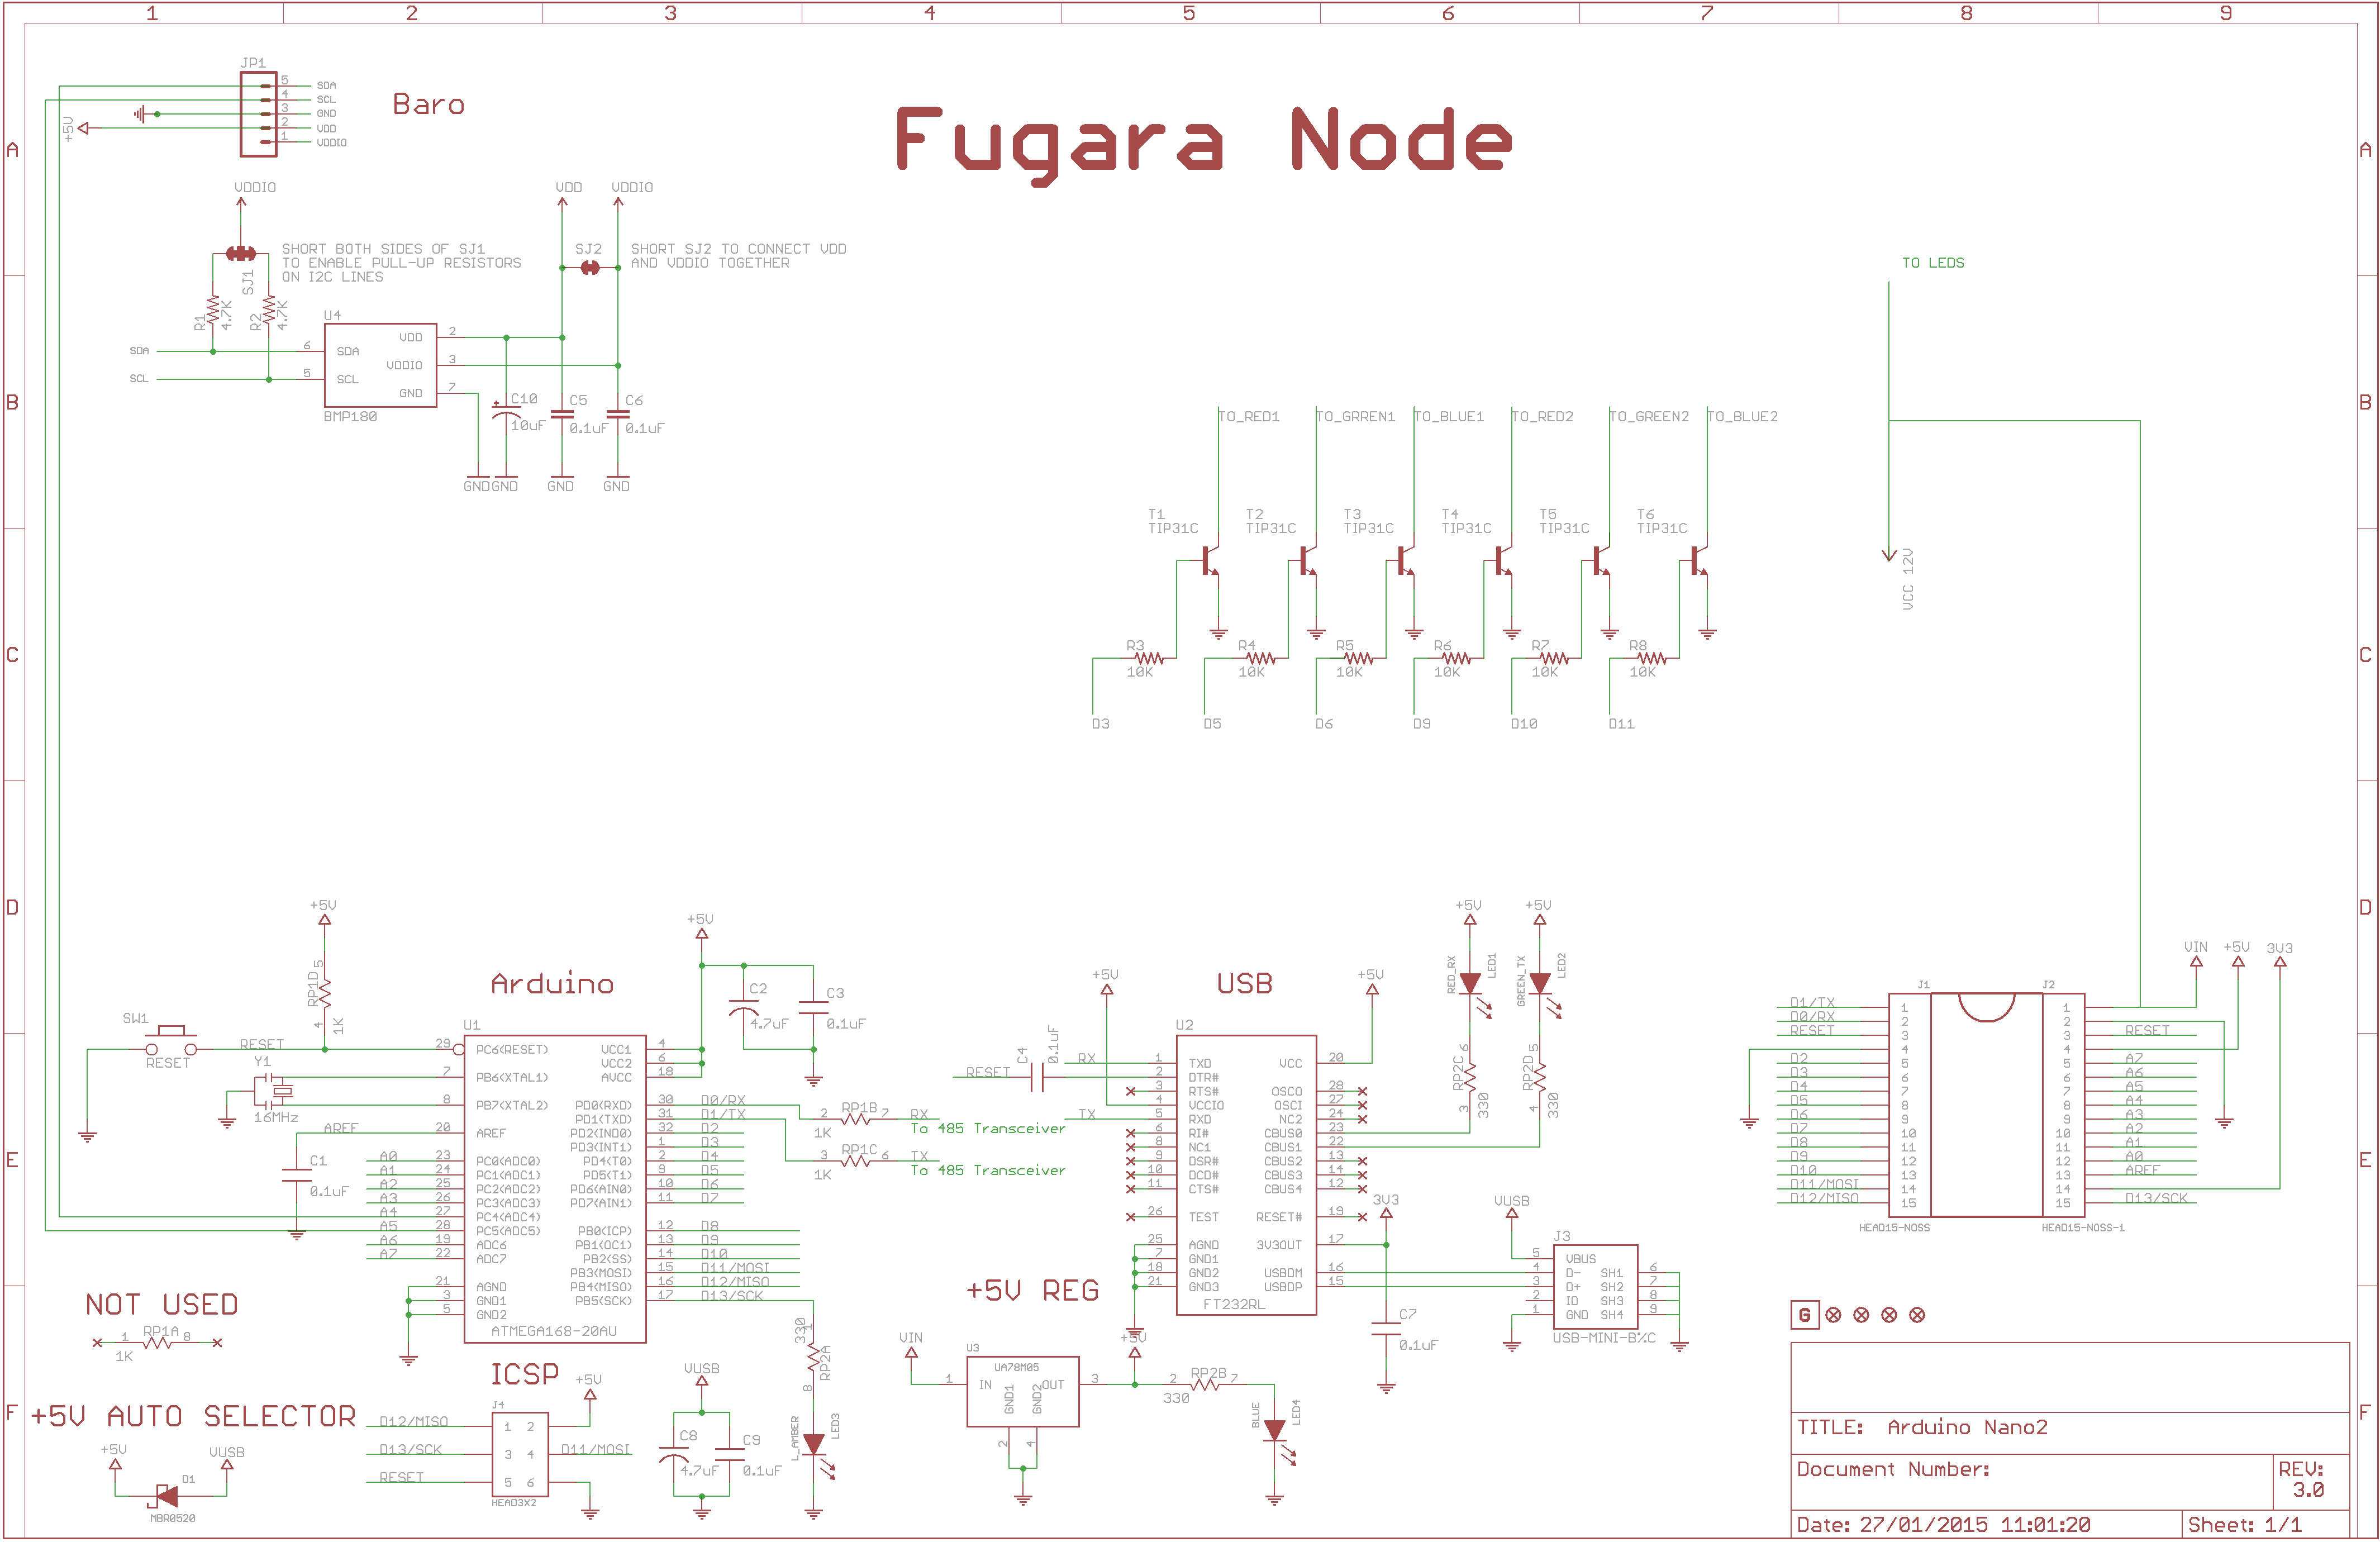 1 2 3 4 5 6 7 8 9
A
B
C
D
E
F
A
B
C
D
E
F
Fugara Node
Baro
JP1
5 SDA
4 SCL
3 GND
2 VDD
1 VDDIO
+5V
VDDIO
SHORT BOTH SIDES OF SJ1
TO ENABLE PULL-UP RESISTORS
ON I2C LINES
SJ1
R1
4.7K
R2
4.7K
VDD
VDDIO
SJ2
SHORT SJ2 TO CONNECT VDD
AND VDDIO TOGETHER
U4
SDA 6 SDA
SCL 5 SCL
VDD 2
VDDIO 3
GND 7
BMP180
C10
10uF
C5
0.1uF
C6
0.1uF
GND
GND
GND
GND
TO_RED1
TO_GRREN1
TO_BLUE1
TO_RED2
TO_GREEN2
TO_BLUE2
T1
TIP31C
T2
TIP31C
T3
TIP31C
T4
TIP31C
T5
TIP31C
T6
TIP31C
R3
10K
R4
10K
R5
10K
R6
10K
R7
10K
R8
10K
D3
D5
D6
D9
D10
D11
TO LEDS
VCC 12V
Arduino
+5V
RP1D 5
4 1K
SW1
RESET
RESET
Y1
16MHz
AREF
C1
0.1uF
A0
A1
A2
A3
A4
A5
A6
A7
U1
29 PC6(RESET)
7 PB6(XTAL1)
8 PB7(XTAL2)
20 AREF
23 PC0(ADC0)
24 PC1(ADC1)
25 PC2(ADC2)
26 PC3(ADC3)
27 PC4(ADC4)
28 PC5(ADC5)
19 ADC6
22 ADC7
21 AGND
3 GND1
5 GND2
VCC1 4
VCC2 6
AVCC 18
PD0(RXD) 30 D0/RX
PD1(TXD) 31 D1/TX
PD2(IND0) 32 D2
PD3(INT1) 1 D3
PD4(T0) 2 D4
PD5(T1) 9 D5
PD6(AIN0) 10 D6
PD7(AIN1) 11 D7
PB0(ICP) 12 D8
PB1(OC1) 13 D9
PB2(SS) 14 D10
PB3(MOSI) 15 D11/MOSI
PB4(MISO) 16 D12/MISO
PB5(SCK) 17 D13/SCK
ATMEGA168-20AU
+5V
C2
4.7uF
C3
0.1uF
2 RP1B 7 RX
1K
To 485 Transceiver
3 RP1C 6 TX
1K
To 485 Transceiver
330 1
RP2A
8
L_AMBER
LED3
USB
+5V
RESET
C4
0.1uF
RX
TX
U2
1 TXD
2 DTR#
3 RTS#
4 VCCIO
5 RXD
6 RI#
8 NC1
9 DSR#
10 DCD#
11 CTS#
26 TEST
25 AGND
7 GND1
18 GND2
21 GND3
VCC 20
OSCO 28
OSCI 27
NC2 24
CBUS0 23
CBUS1 22
CBUS2 13
CBUS3 14
CBUS4 12
RESET# 19
3V3OUT 17
USBDM 16
USBDP 15
FT232RL
+5V
+5V
+5V
RED_RX
LED1
GREEN_TX
LED2
RP2C 6
3 330
RP2D 5
4 330
3V3
C7
0.1uF
VUSB
J3
5 VBUS
4 D-
3 D+
2 ID
1 GND
SH1 6
SH2 7
SH3 8
SH4 9
USB-MINI-B%C
+5V REG
VIN
U3
UA78M05
1 IN
OUT 3
GND1
GND2
2 4
+5V
2 RP2B 7
330
BLUE
LED4
NOT USED
1 RP1A 8
1K
+5V AUTO SELECTOR
+5V
VUSB
D1
MBR0520
ICSP
+5V
J4
D12/MISO 1 2
D13/SCK 3 4 D11/MOSI
RESET 5 6
HEAD3X2
VUSB
C8
4.7uF
C9
0.1uF
VIN +5V 3V3
J1 J2
D1/TX 1
D0/RX 2
RESET 3
4
D2 5
D3 6
D4 7
D5 8
D6 9
D7 10
D8 11
D9 12
D10 13
D11/MOSI 14
D12/MISO 15
1
2
3 RESET
4
5 A7
6 A6
7 A5
8 A4
9 A3
10 A2
11 A1
12 A0
13 AREF
14
15 D13/SCK
HEAD15-NOSS HEAD15-NOSS-1
G
TITLE: Arduino Nano2
Document Number:
REV:
3.0
Date: 27/01/2015 11:01:20
Sheet: 1/1